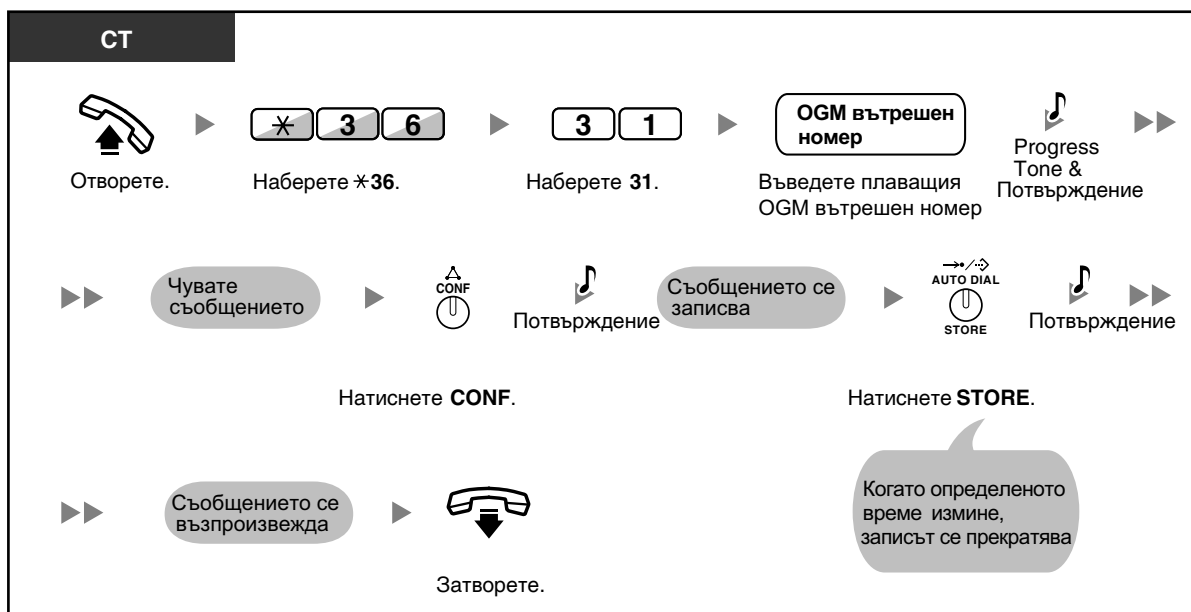 СТ
✳ 3 6
3 1
OGM вътрешен
номер
Отворете.
Наберете ✳36.
Наберете 31.
Въведете плаващия
OGM вътрешен номер
Progress
Tone &
Потвърждение
Чувате
съобщението
CONF
Потвърждение
Съобщението се
записва
AUTO DIAL
STORE
Потвърждение
Натиснете CONF.
Натиснете STORE.
Съобщението се
възпроизвежда
Когато определеното
време измине,
записът се прекратява
Затворете.